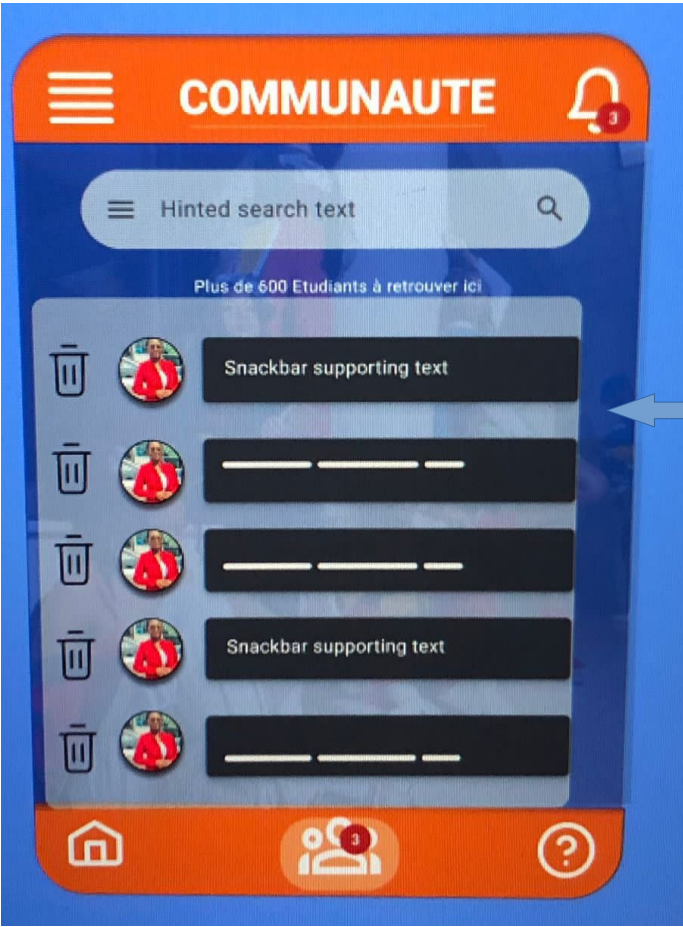 COMMUNAUTE
3
Hinted search text
Plus de 600 Etudiants à retrouver ici
Snackbar supporting text
Snackbar supporting text
3
?